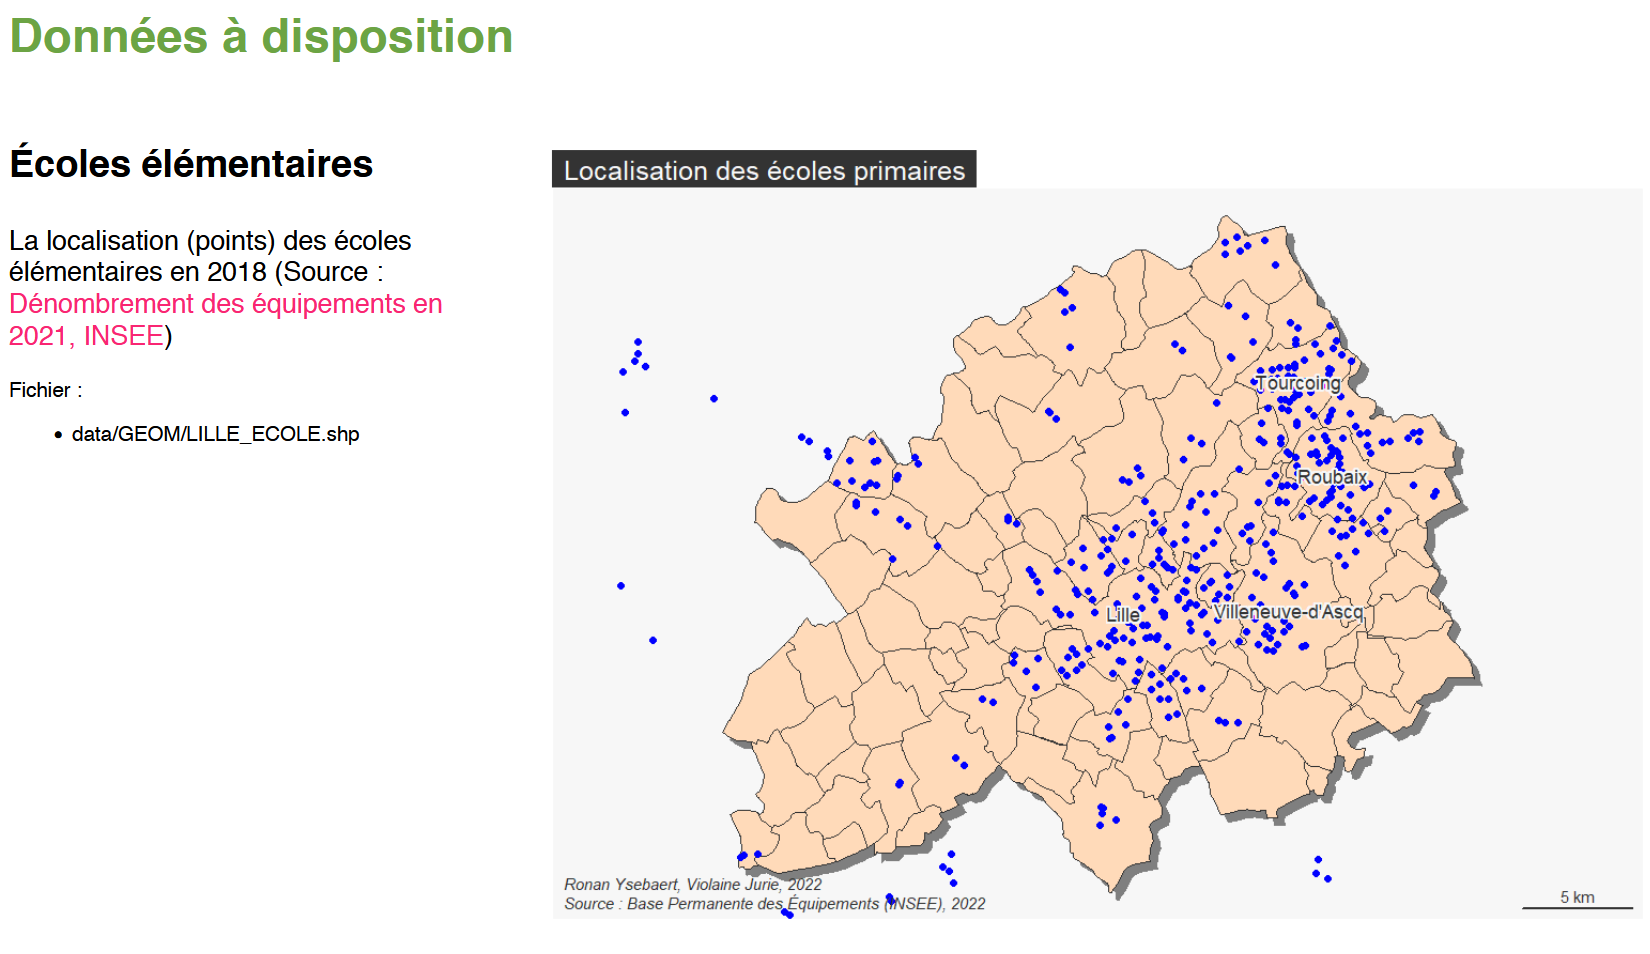 Données à disposition
Écoles élémentaires
La localisation (points) des écoles
élémentaires en 2018 (Source :
Dénombrement des équipements en
2021, INSEE)
Fichier :
• data/GEOM/LILLE_ECOLE.shp
Localisation des écoles primaires
Tourcoing
Roubaix
Lille
Villeneuve-d'Ascq
Ronan Ysebaert, Violaine Jurie, 2022
Source : Base Permanente des Équipements (INSEE), 2022
5 km